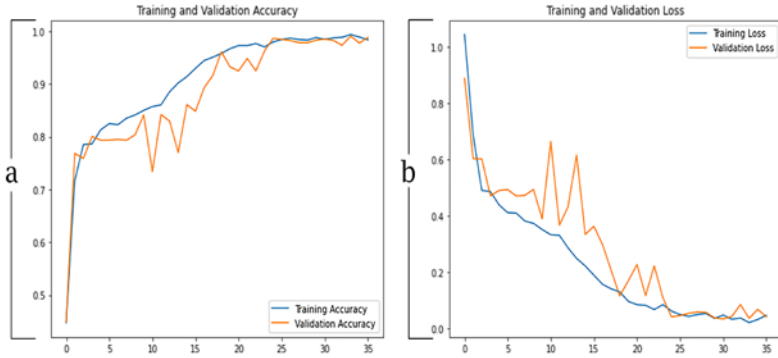 a
Training and Validation Accuracy
1.0
0.9
0.8
0.7
0.6
0.5
0 5 10 15 20 25 30 35
Training Accuracy
Validation Accuracy
b
Training and Validation Loss
1.0
0.8
0.6
0.4
0.2
0.0
0 5 10 15 20 25 30 35
Training Loss
Validation Loss